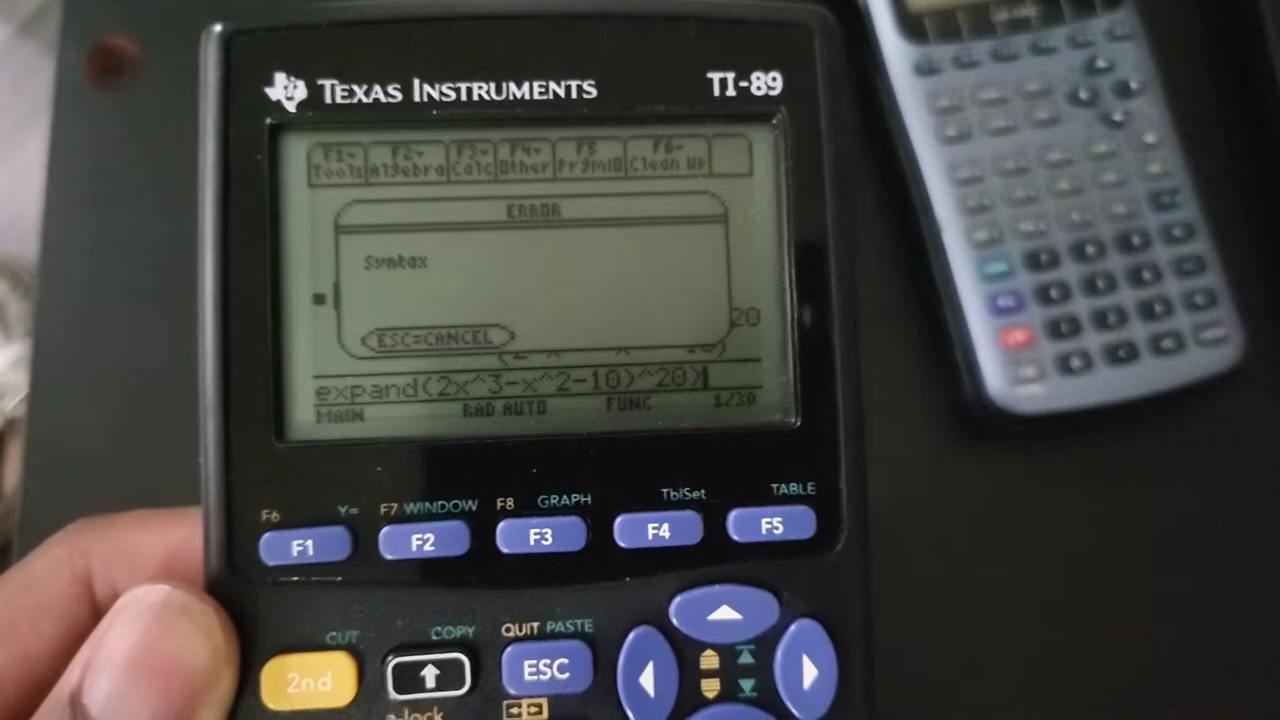 TEXAS INSTRUMENTS TI-89
F1 F2 F3 F4 F5 F6
Tools Algebra Calc Other PrgmIO Clean Up
ERROR
Syntax
20
ESC=CANCEL
expand(2x^3-x^2-10)^20)
MAIN RAD AUTO FUNC 1/30
F6 Y= F7 WINDOW F8 GRAPH TblSet TABLE
F1 F2 F3 F4 F5
CUT COPY QUIT PASTE
2nd ESC
a-lock